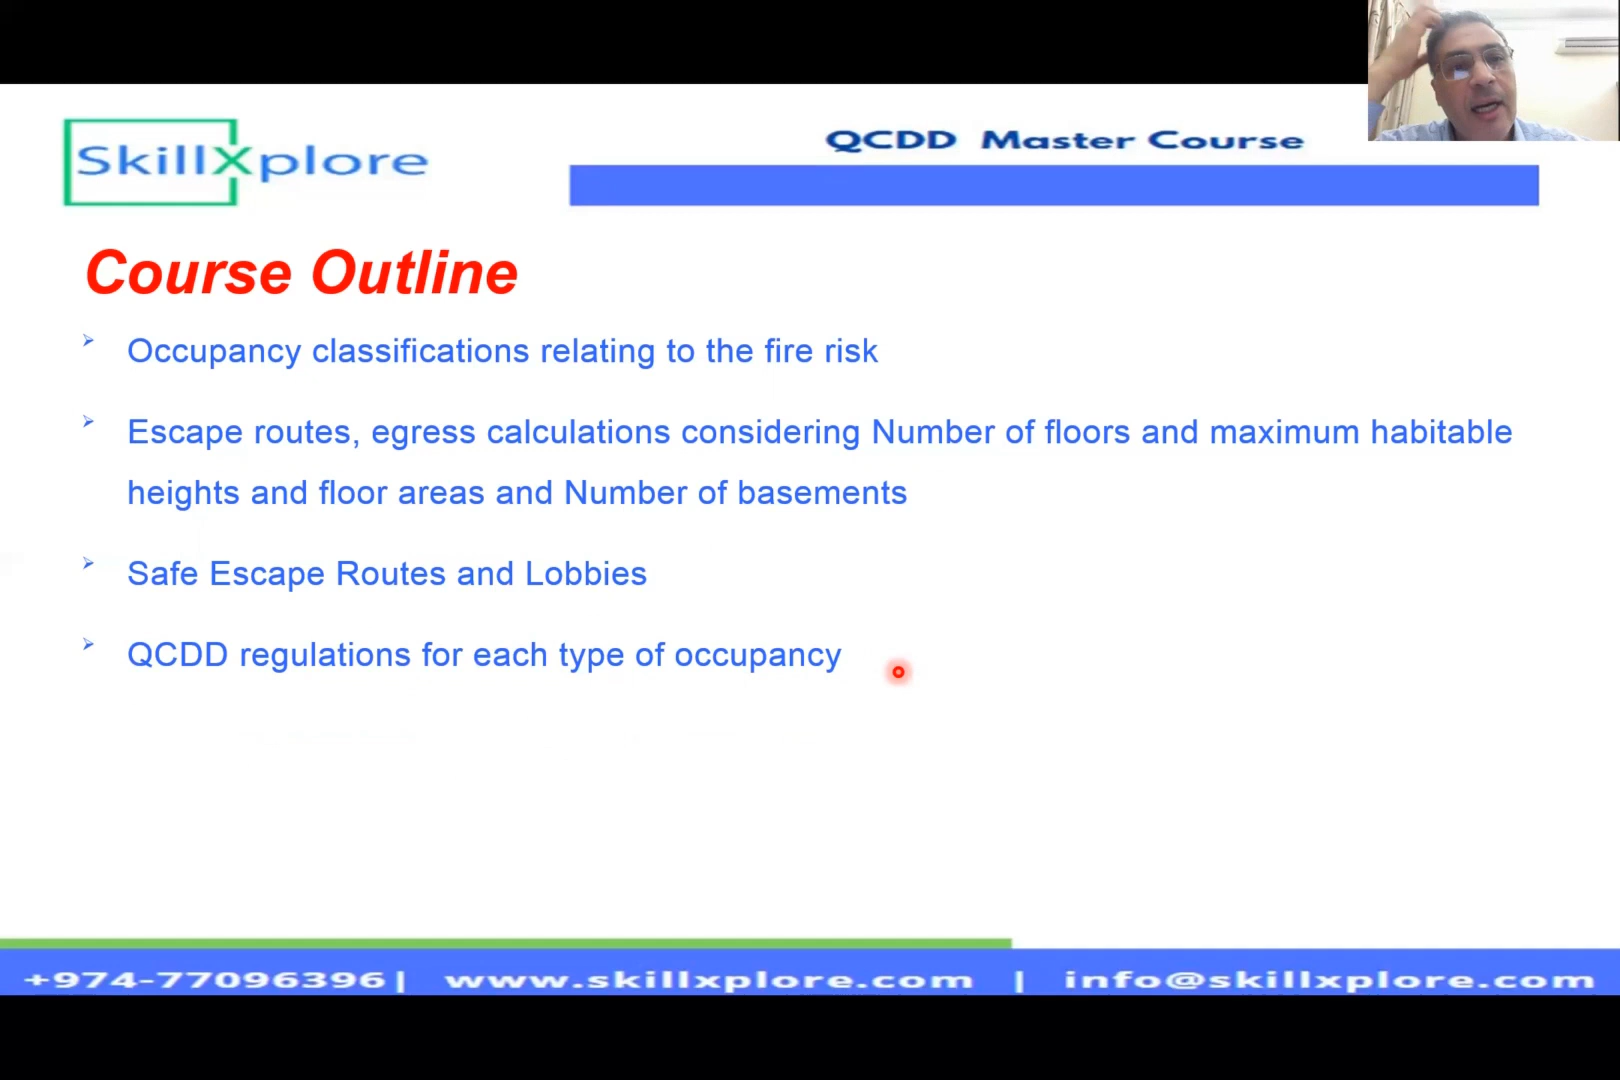 SkillXplore
QCDD Master Course
Course Outline
Occupancy classifications relating to the fire risk
Escape routes, egress calculations considering Number of floors and maximum habitable
heights and floor areas and Number of basements
Safe Escape Routes and Lobbies
QCDD regulations for each type of occupancy
+974-77096396| www.skillxplore.com | info@skillxplore.com